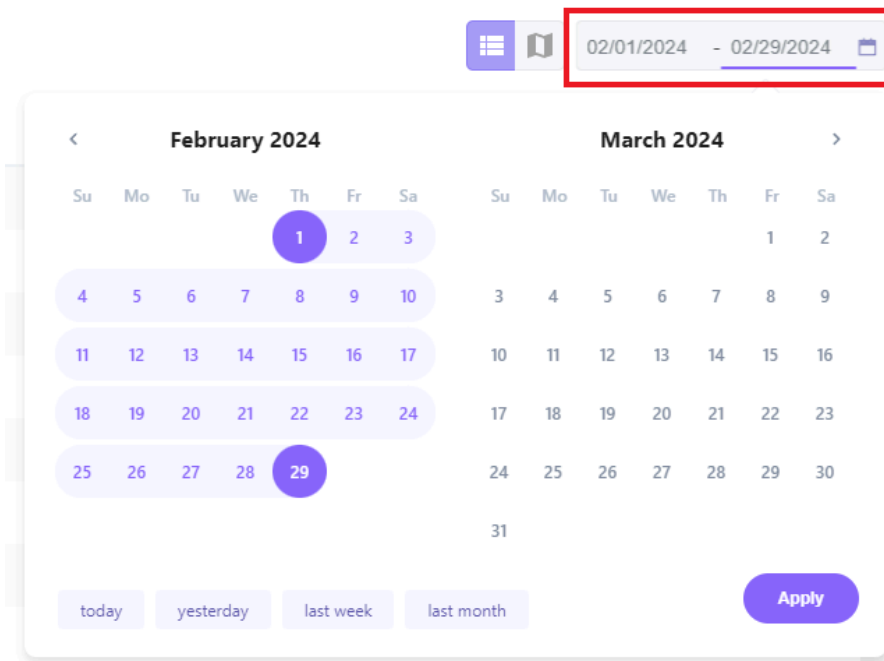 02/01/2024 - 02/29/2024
February 2024
Su Mo Tu We Th Fr Sa
1 2 3
4 5 6 7 8 9 10
11 12 13 14 15 16 17
18 19 20 21 22 23 24
25 26 27 28 29
March 2024
Su Mo Tu We Th Fr Sa
1 2
3 4 5 6 7 8 9
10 11 12 13 14 15 16
17 18 19 20 21 22 23
24 25 26 27 28 29 30
31
today yesterday last week last month
Apply